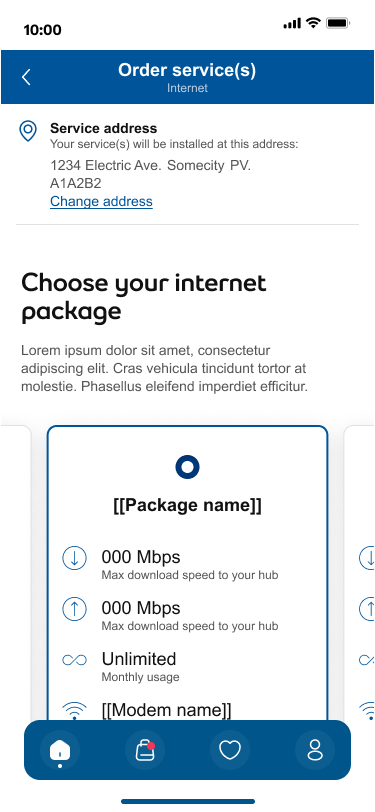 10:00
Order service(s)
Internet
Service address
Your service(s) will be installed at this address:
1234 Electric Ave. Somecity PV.
A1A2B2
Change address
Choose your internet
package
Lorem ipsum dolor sit amet, consectetur
adipiscing elit. Cras vehicula tincidunt tortor at
molestie. Phasellus eleifend imperdiet efficitur.
[[Package name]]
000 Mbps
Max download speed to your hub
000 Mbps
Max download speed to your hub
Unlimited
Monthly usage
[[Modem name]]